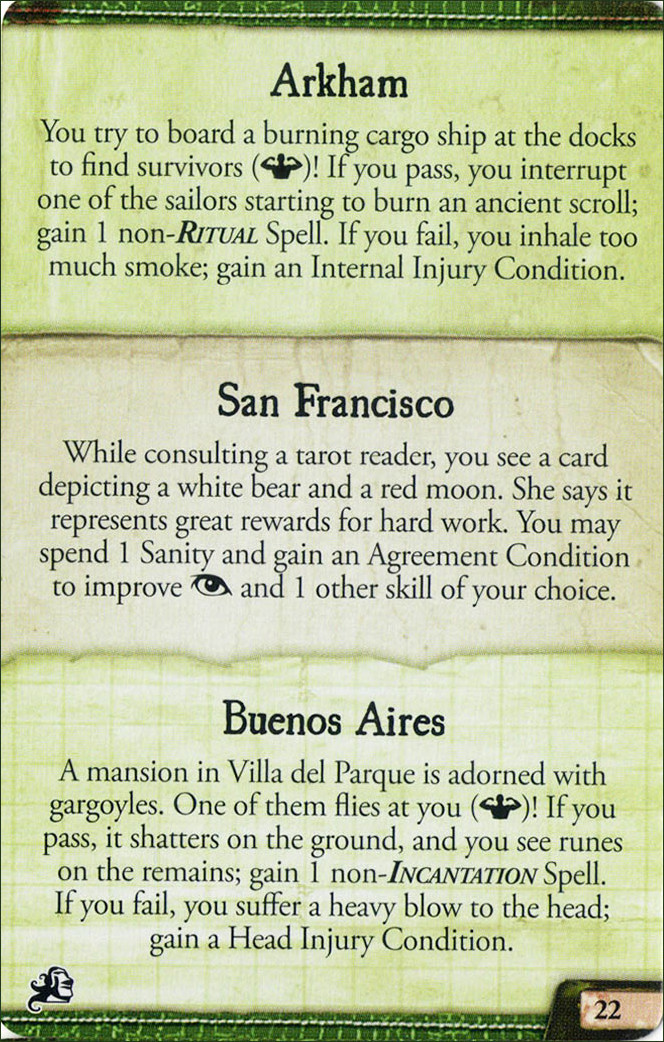 Arkham
You try to board a burning cargo ship at the docks
to find survivors ( )! If you pass, you interrupt
one of the sailors starting to burn an ancient scroll;
gain 1 non-RITUAL Spell. If you fail, you inhale too
much smoke; gain an Internal Injury Condition.
San Francisco
While consulting a tarot reader, you see a card
depicting a white bear and a red moon. She says it
represents great rewards for hard work. You may
spend 1 Sanity and gain an Agreement Condition
to improve and 1 other skill of your choice.
Buenos Aires
A mansion in Villa del Parque is adorned with
gargoyles. One of them flies at you ( )! If you
pass, it shatters on the ground, and you see runes
on the remains; gain 1 non-INCANTATION Spell.
If you fail, you suffer a heavy blow to the head;
gain a Head Injury Condition.
22